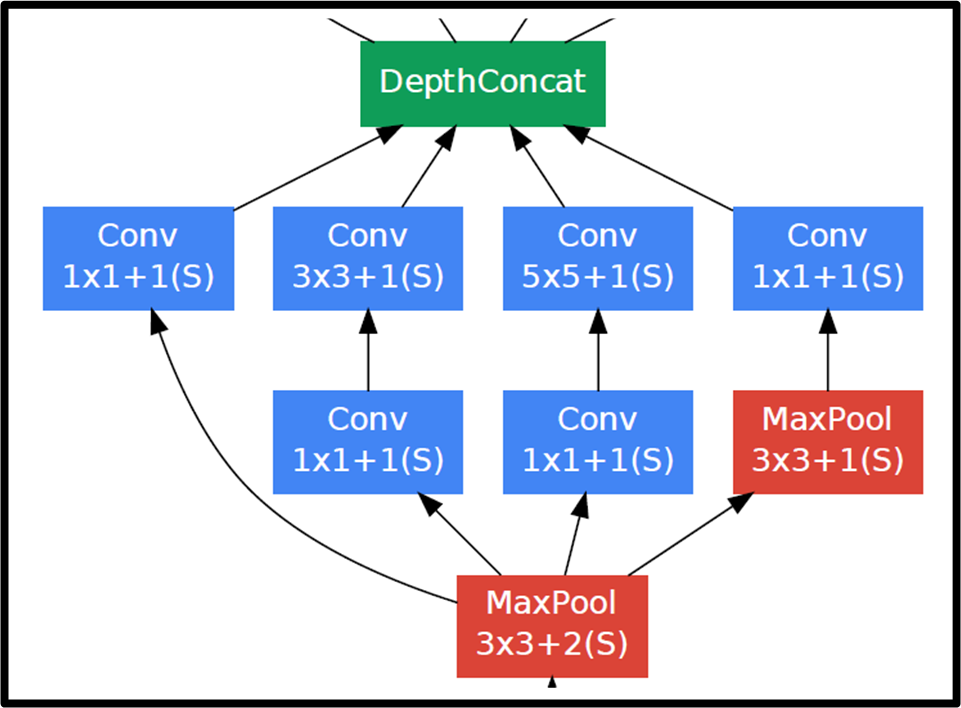 DepthConcat
Conv
1x1+1(S)
Conv
3x3+1(S)
Conv
5x5+1(S)
Conv
1x1+1(S)
Conv
1x1+1(S)
Conv
1x1+1(S)
MaxPool
3x3+1(S)
MaxPool
3x3+2(S)